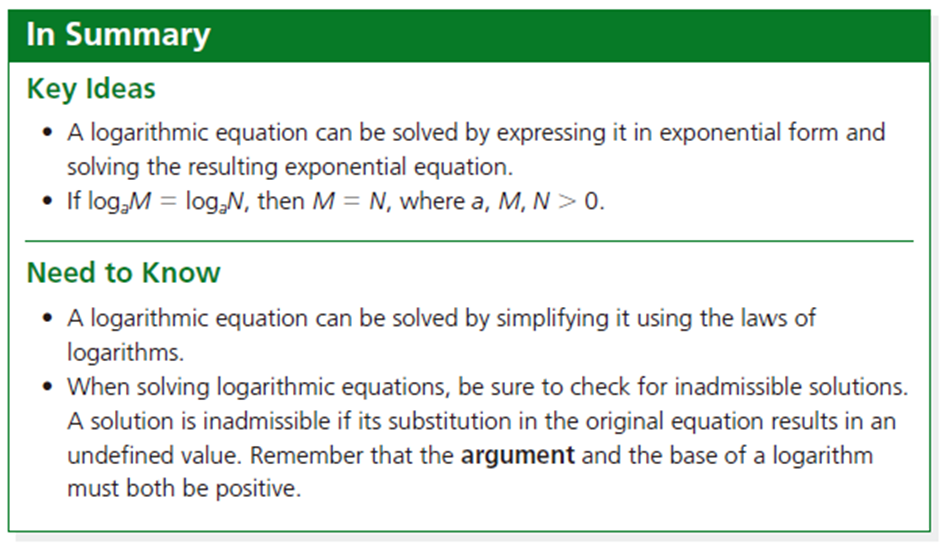 In Summary
Key Ideas
• A logarithmic equation can be solved by expressing it in exponential form and
solving the resulting exponential equation.
• If logₐM = logₐN, then M = N, where a, M, N > 0.
Need to Know
• A logarithmic equation can be solved by simplifying it using the laws of
logarithms.
• When solving logarithmic equations, be sure to check for inadmissible solutions.
A solution is inadmissible if its substitution in the original equation results in an
undefined value. Remember that the argument and the base of a logarithm
must both be positive.